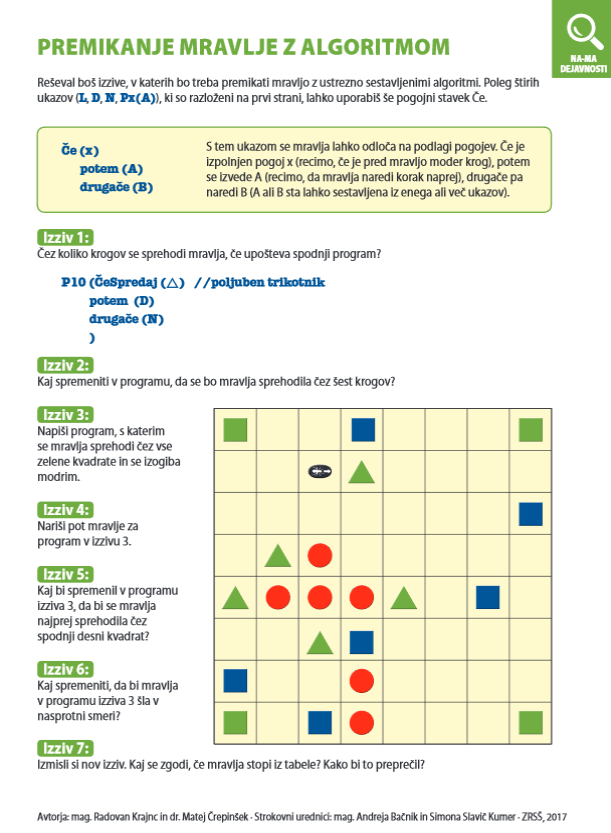 PREMIKANJE MRAVLJE Z ALGORITMOM
NA-MA
DEJAVNOSTI
Reševal boš izzive, v katerih bo treba premikati mravljo z ustrezno sestavljenimi algoritmi. Poleg štirih
ukazov (L, D, N, Px(A)), ki so razloženi na prvi strani, lahko uporabiš še pogojni stavek Če.
Če (x)
potem (A)
drugače (B)
S tem ukazom se mravlja lahko odloča na podlagi pogojev. Če je
izpolnjen pogoj x (recimo, če je pred mravljo moder krog), potem
se izvede A (recimo, da mravlja naredi korak naprej), drugače pa
naredi B (A ali B sta lahko sestavljena iz enega ali več ukazov).
Izziv 1:
Čez koliko krogov se sprehodi mravlja, če upošteva spodnji program?
P10 (ČeSpredaj (△) //poljuben trikotnik
potem (D)
drugače (N)
)
Izziv 2:
Kaj spremeniti v programu, da se bo mravlja sprehodila čez šest krogov?
Izziv 3:
Napiši program, s katerim
se mravlja sprehodi čez vse
zelene kvadrate in se izogiba
modrim.
Izziv 4:
Nariši pot mravlje za
program v izzivu 3.
Izziv 5:
Kaj bi spremenil v programu
izziva 3, da bi se mravlja
najprej sprehodila čez
spodnji desni kvadrat?
Izziv 6:
Kaj spremeniti, da bi mravlja
v programu izziva 3 šla v
nasprotni smeri?
Izziv 7:
Izmisli si nov izziv. Kaj se zgodi, če mravlja stopi iz tabele? Kako bi to preprečil?
Avtorja: mag. Radovan Krajnc in dr. Matej Črepinšek · Strokovni urednici: mag. Andreja Bačnik in Simona Slavič Kumer · ZRSŠ, 2017